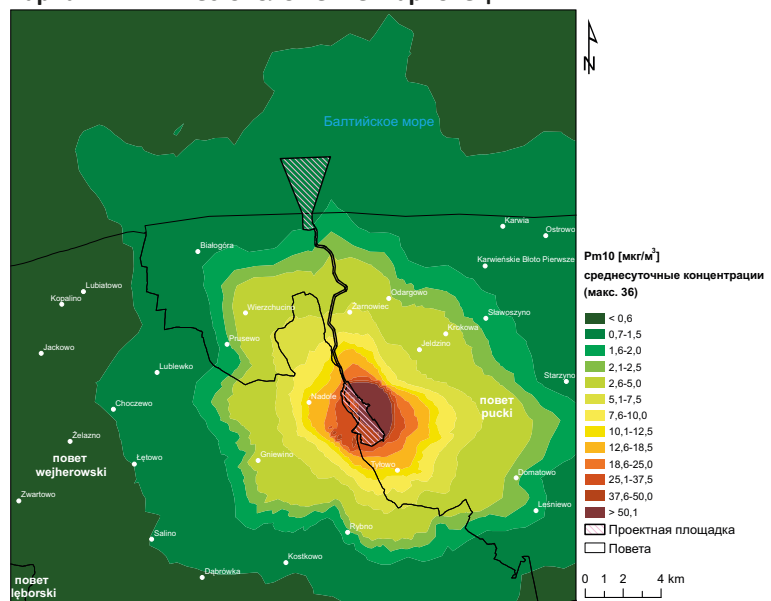 N
Балтийское море
Karwia
Ostrowo
Białogóra
Karwieńskie Błoto Pierwsze
Lubiatowo
Kopalino
Odargowo
Wierzchucino
Żarnowiec
Sławoszyno
Krokowa
Prusewo
Jeldzino
Jackowo
Lublewko
Starzyno
Nadole
повет
pucki
Choczewo
Żelazno
повет
wejherowski
Łętowo
Gniewino
Domatowo
Zwartowo
Leśniewo
Rybno
Salino
Kostkowo
Dąbrówka
повет
lęborski
Pm10 [мкг/м³]
среднесуточные концентрации
(макс. 36)
< 0,6
0,7-1,5
1,6-2,0
2,1-2,5
2,6-5,0
5,1-7,5
7,6-10,0
10,1-12,5
12,6-18,5
18,6-25,0
25,1-37,5
37,6-50,0
> 50,1
Проектная площадка
Повета
0 1 2 4 km